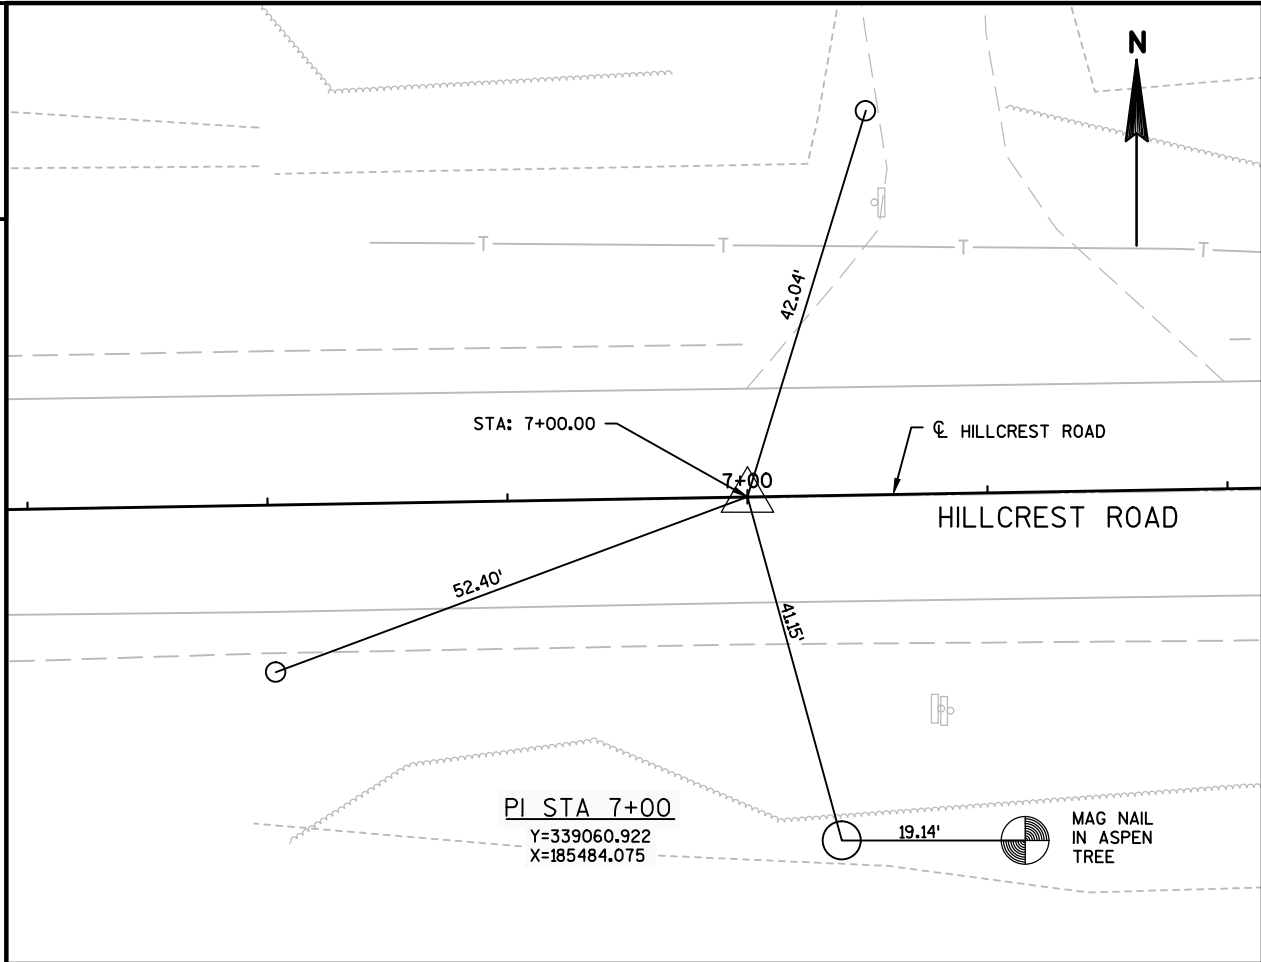 N
T T T T
42.04'
STA: 7+00.00
℄ HILLCREST ROAD
7+00
HILLCREST ROAD
52.40'
41.15'
PI STA 7+00
Y=339060.922
X=185484.075
19.14'
MAG NAIL
IN ASPEN
TREE